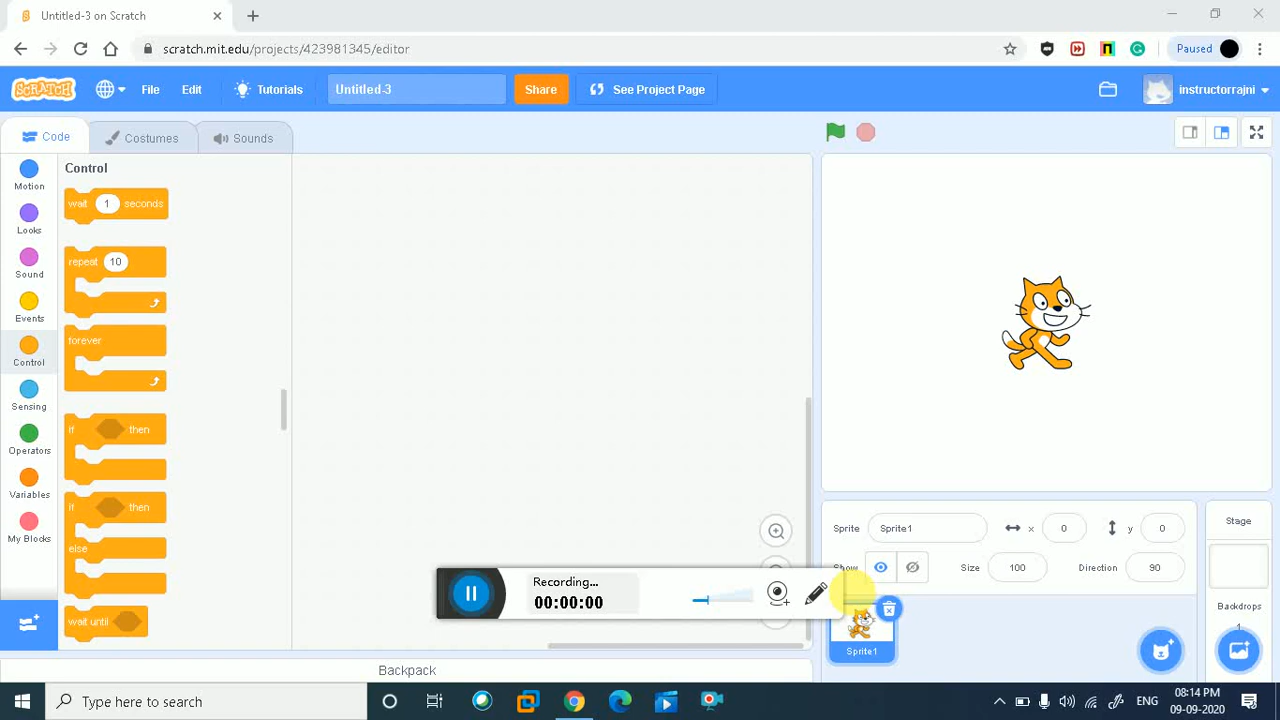 Untitled-3 on Scratch
scratch.mit.edu/projects/423981345/editor
Paused
SCRATCH
File
Edit
Tutorials
Untitled-3
Share
See Project Page
instructorrajni
Code
Costumes
Sounds
Motion
Looks
Sound
Events
Control
Sensing
Operators
Variables
My Blocks
Control
wait 1 seconds
repeat 10
forever
if then
if then
else
wait until
Recording...
00:00:00
Sprite Sprite1 x 0 y 0
Show Size 100 Direction 90
Sprite1
Stage
Backdrops
1
Backpack
Type here to search
ENG
08:14 PM
09-09-2020